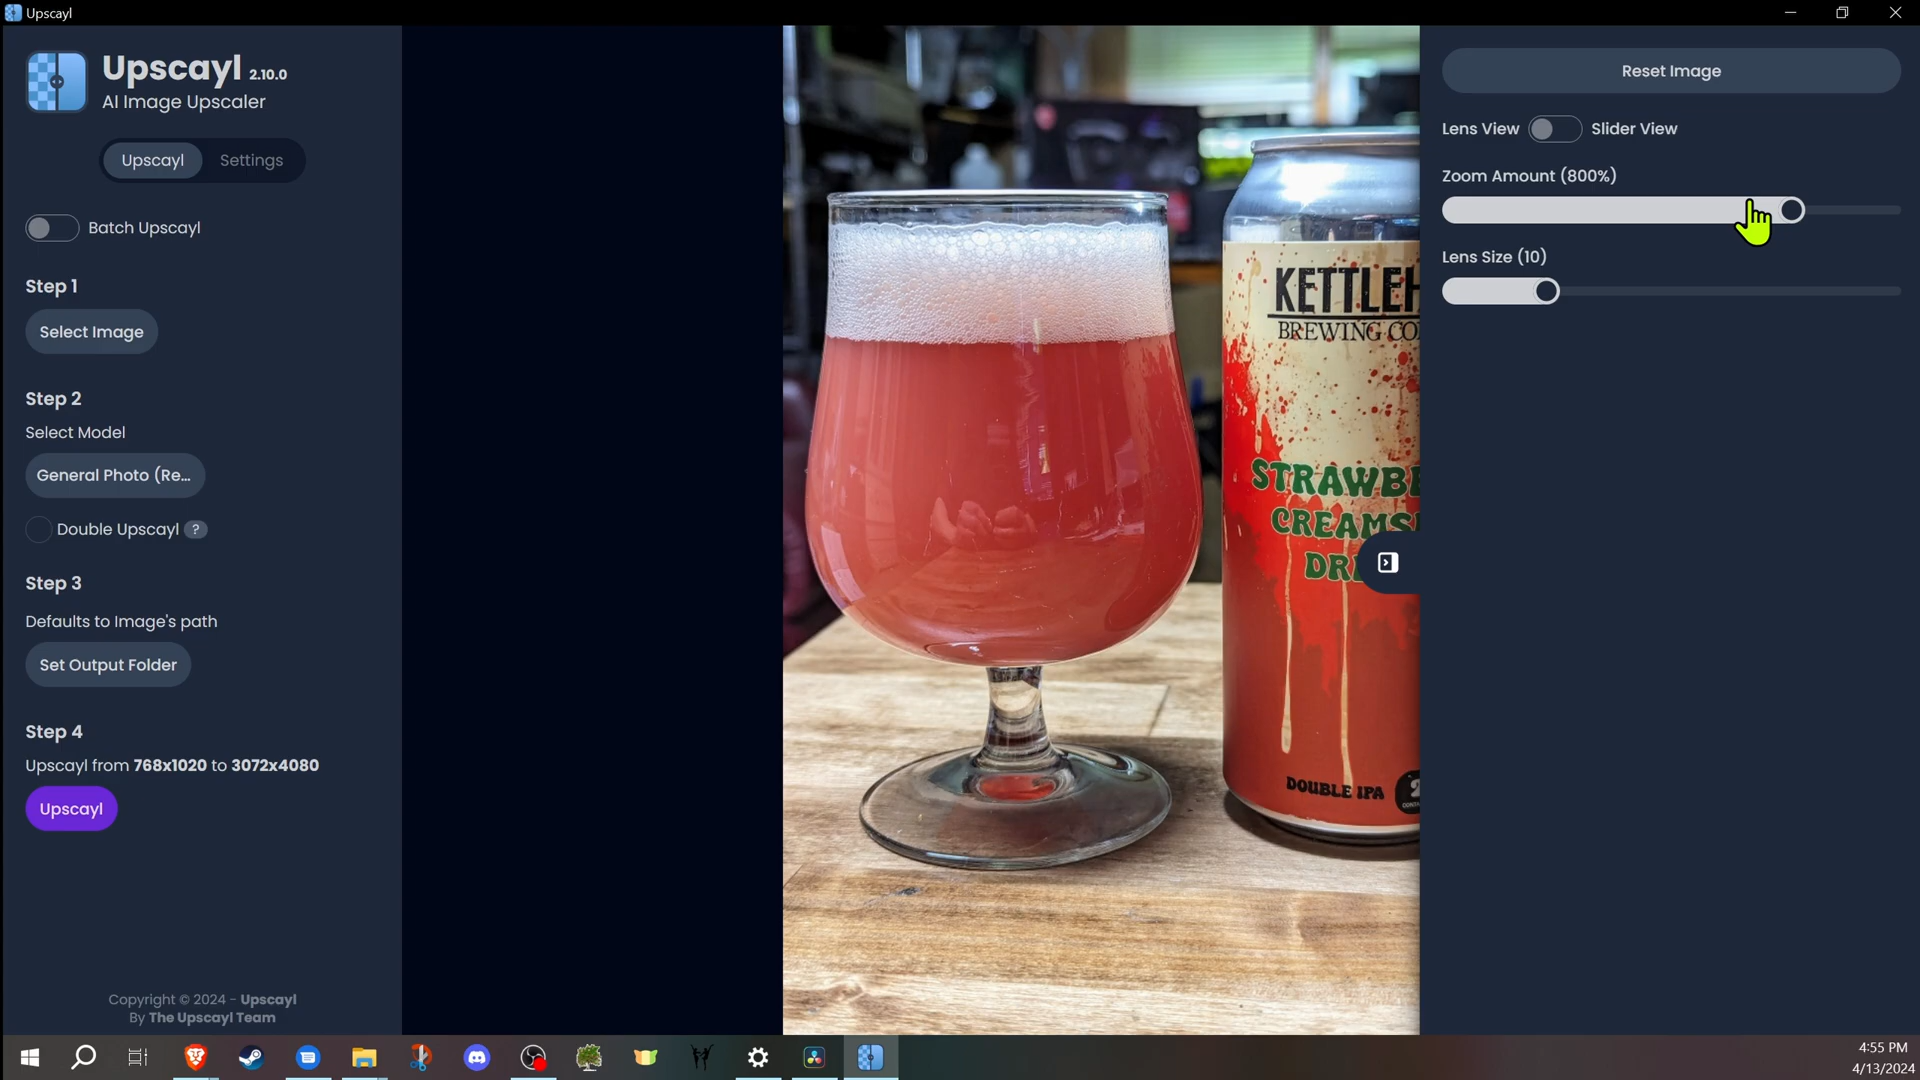 Upscayl
Upscayl 2.10.0
AI Image Upscaler
Upscayl
Settings
Batch Upscayl
Step 1
Select Image
Step 2
Select Model
General Photo (Re...
Double Upscayl ?
Step 3
Defaults to Image's path
Set Output Folder
Step 4
Upscayl from 768x1020 to 3072x4080
Upscayl
Copyright © 2024 - Upscayl
By The Upscayl Team
KETTLEH
BREWING CO
STRAWBE
CREAMS
DRI
DOUBLE IPA
Reset Image
Lens View
Slider View
Zoom Amount (800%)
Lens Size (10)
4:55 PM
4/13/2024